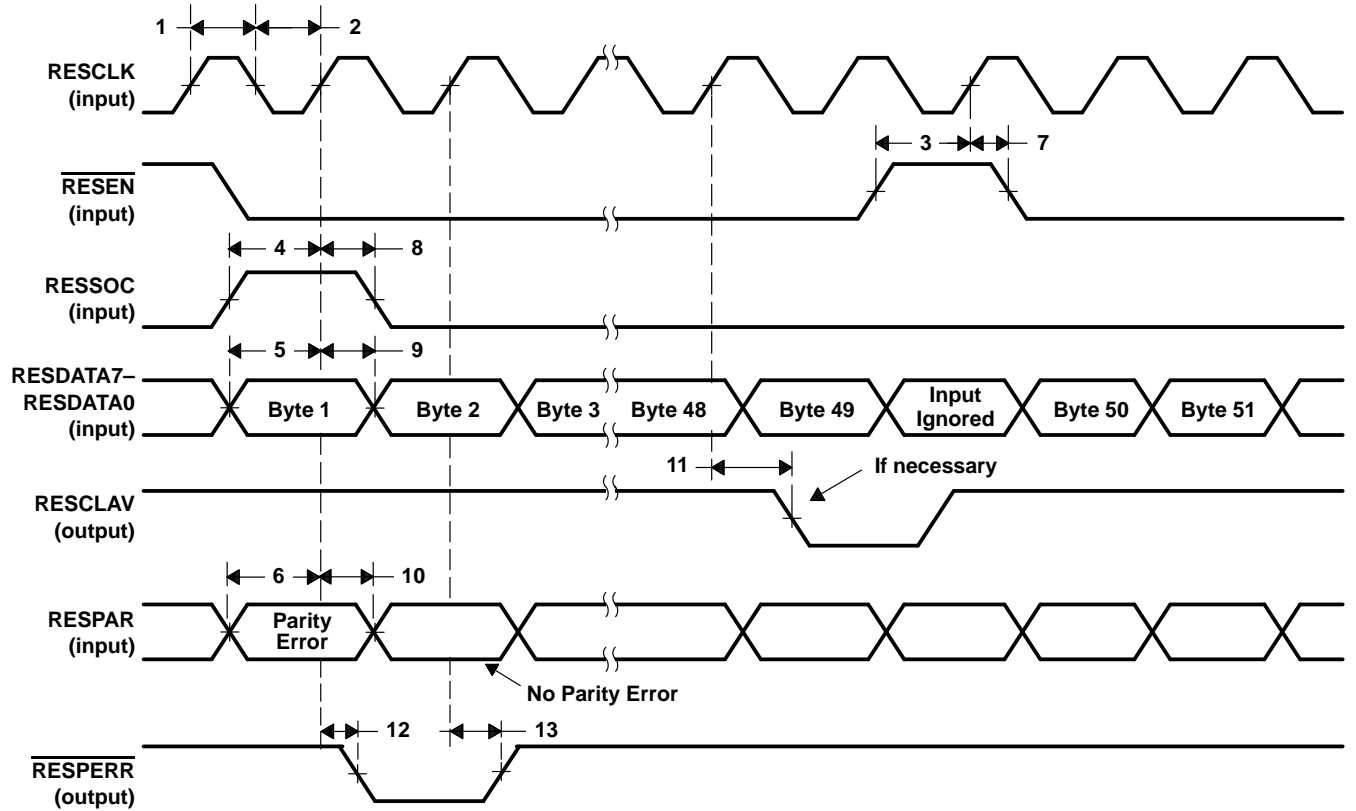 1
2
RESCLK
(input)
3
7
RESEN
(input)
4
8
RESSOC
(input)
5
9
RESDATA7–
RESDATA0
(input)
Byte 1
Byte 2
Byte 3
Byte 48
Byte 49
Input
Ignored
Byte 50
Byte 51
11
If necessary
RESCLAV
(output)
6
10
RESPAR
(input)
Parity
Error
No Parity Error
12
13
RESPERR
(output)